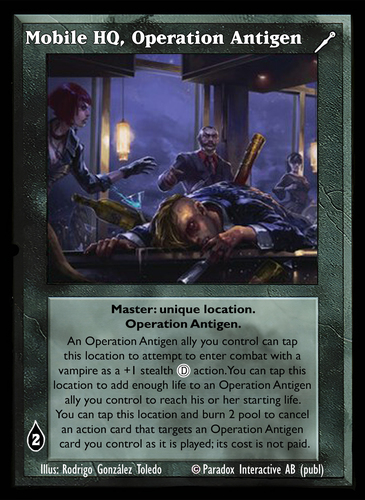 Mobile HQ, Operation Antigen
Master: unique location.
Operation Antigen.
An Operation Antigen ally you control can tap
this location to attempt to enter combat with a
vampire as a +1 stealth Ⓓ action.You can tap this
location to add enough life to an Operation Antigen
ally you control to reach his or her starting life.
You can tap this location and burn 2 pool to cancel
an action card that targets an Operation Antigen
card you control as it is played; its cost is not paid.
2
Illus: Rodrigo González Toledo © Paradox Interactive AB (publ)